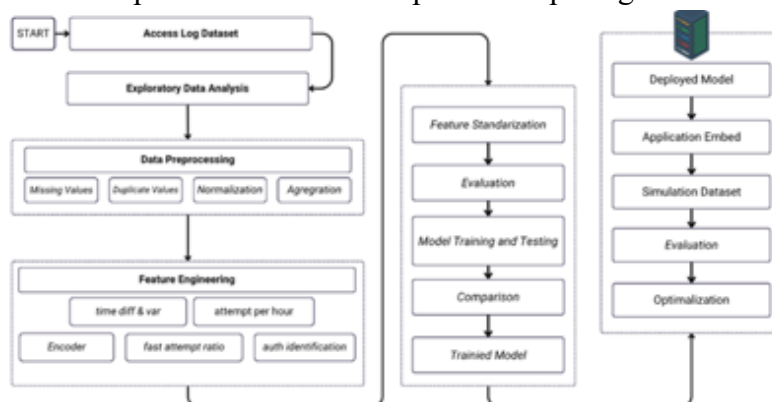 START
Access Log Dataset
Exploratory Data Analysis
Data Preprocessing
Missing Values
Duplicate Values
Normalization
Agregration
Feature Engineering
time diff & var
attempt per hour
Encoder
fast attempt ratio
auth identification
Feature Standarization
Evaluation
Model Training and Testing
Comparison
Trainied Model
Deployed Model
Application Embed
Simulation Dataset
Evaluation
Optimalization